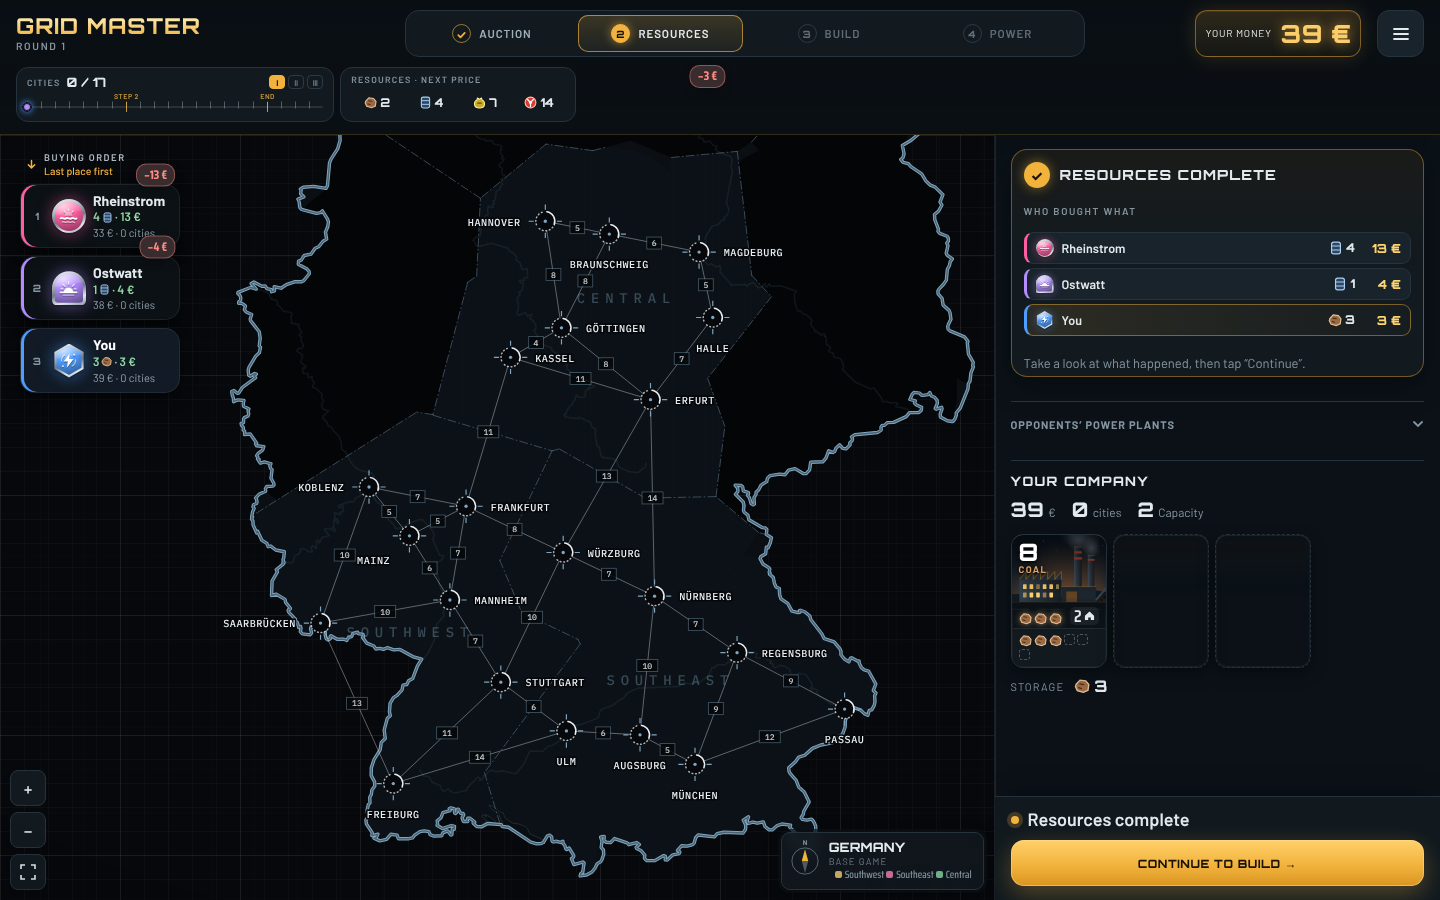 GRID MASTER
ROUND 1
AUCTION
2 RESOURCES
3 BUILD
4 POWER
YOUR MONEY 39 €
CITIES 0 / 17
I II III
STEP 2
END
RESOURCES · NEXT PRICE
2 4 7 14
−3 €
BUYING ORDER
Last place first
−13 €
1 Rheinstrom
4 · 13 €
33 € · 0 cities
−4 €
2 Ostwatt
1 · 4 €
38 € · 0 cities
3 You
3 · 3 €
39 € · 0 cities
HANNOVER
5
6
BRAUNSCHWEIG
MAGDEBURG
8
8
5
CENTRAL
GÖTTINGEN
HALLE
4
KASSEL
8
7
11
ERFURT
11
13
14
KOBLENZ
7
FRANKFURT
5
5
8
MAINZ
10
6
7
WÜRZBURG
7
MANNHEIM
NÜRNBERG
10
10
7
SAARBRÜCKEN
SOUTHWEST
7
REGENSBURG
10
STUTTGART
SOUTHEAST
9
13
6
9
PASSAU
11
6
12
14
5
ULM
AUGSBURG
MÜNCHEN
FREIBURG
+
−
N
GERMANY
BASE GAME
Southwest Southeast Central
RESOURCES COMPLETE
WHO BOUGHT WHAT
Rheinstrom 4 13 €
Ostwatt 1 4 €
You 3 3 €
Take a look at what happened, then tap “Continue”.
OPPONENTS’ POWER PLANTS
YOUR COMPANY
39 € 0 cities 2 Capacity
8
COAL
2
STORAGE 3
Resources complete
CONTINUE TO BUILD →